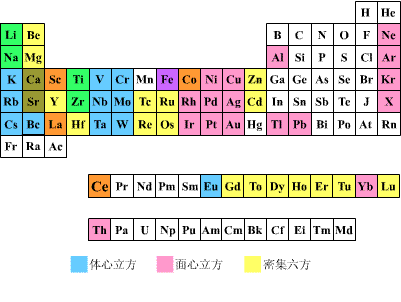 H He
Li Be B C N O F Ne
Na Mg Al Si P S Cl Ar
K Ca Sc Ti V Cr Mn Fe Co Ni Cu Zn Ga Ge As Se Br Kr
Rb Sr Y Zr Nb Mo Tc Ru Rh Pd Ag Cd In Sn Sb Te J X
Cs Bc La Hf Ta W Re Os Ir Pt Au Hg Tl Pb Bi Po At Rn
Fr Ra Ac
Ce Pr Nd Pm Sm Eu Gd To Dy Ho Er Tu Yb Lu
Th Pa U Np Pu Am Cm Bk Cf Ei Tm Md
体心立方 面心立方 密集六方